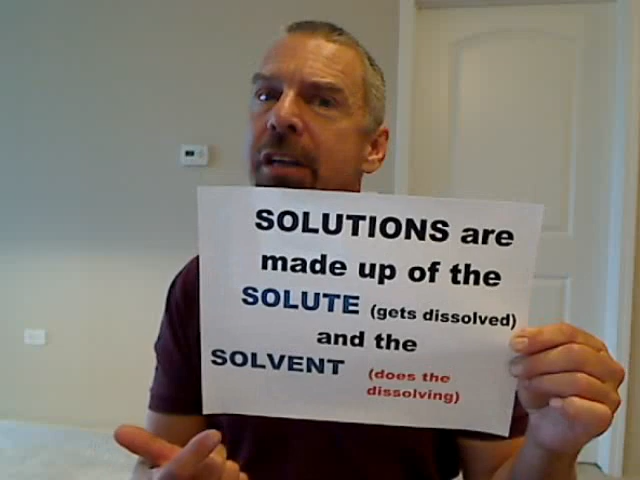 SOLUTIONS are
made up of the
SOLUTE (gets dissolved)
and the
SOLVENT (does the
dissolving)